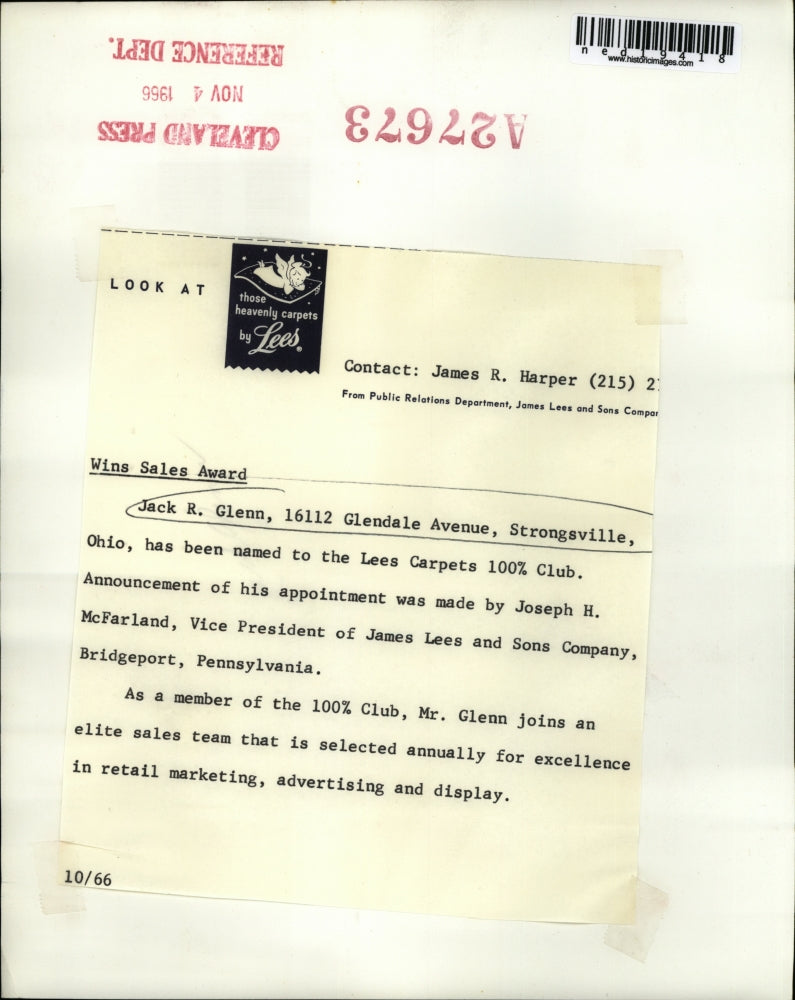 ned19418
www.historicimages.com
REFERENCE DEPT.
NOV 4 1966
CLEVELAND PRESS
A27673
LOOK AT
those
heavenly carpets
by Lees®
Contact: James R. Harper (215)
From Public Relations Department, James Lees and Sons
Wins Sales Award
Jack R. Glenn, 16112 Glendale Avenue, Strongsville,
Ohio, has been named to the Lees Carpets 100% Club.
Announcement of his appointment was made by Joseph H.
McFarland, Vice President of James Lees and Sons Company,
Bridgeport, Pennsylvania.
As a member of the 100% Club, Mr. Glenn joins an
elite sales team that is selected annually for excellence
in retail marketing, advertising and display.
10/66